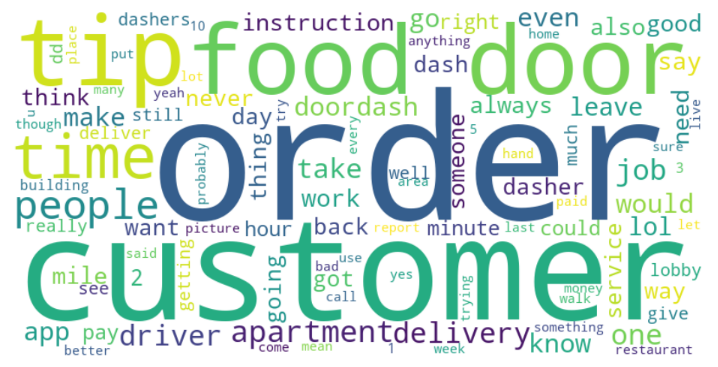 dashers 10 instruction go right even also good
tip food door
dd place put anything dash home say
think many yeah lot never doordash always leave need
make still day try someone much sure live
though u deliver order 5
time probably thing every take well area hand job 3
building people work dasher paid would
really want picture hour back report minute last could lol let
customer
mile 2 said getting going got use bad yes call trying service money walk lobby way
see give
app pay driver apartment delivery something know one
better come mean 1 week restaurant